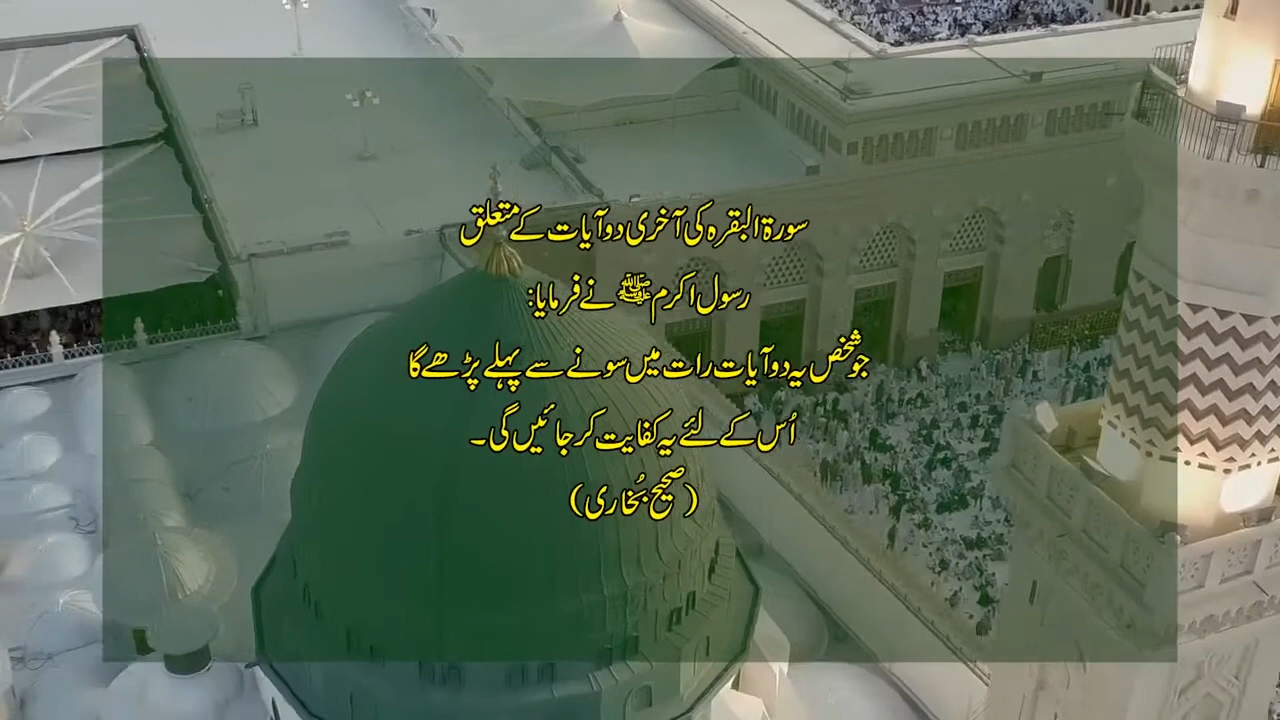 سورۃ البقرہ کی آخری دو آیات کے متعلق
رسول اکرم ﷺ نے فرمایا:
جو شخص یہ دو آیات رات میں سونے سے پہلے پڑھے گا
اُس کے لئے یہ کفایت کر جائیں گی۔
(صحیح بُخاری)